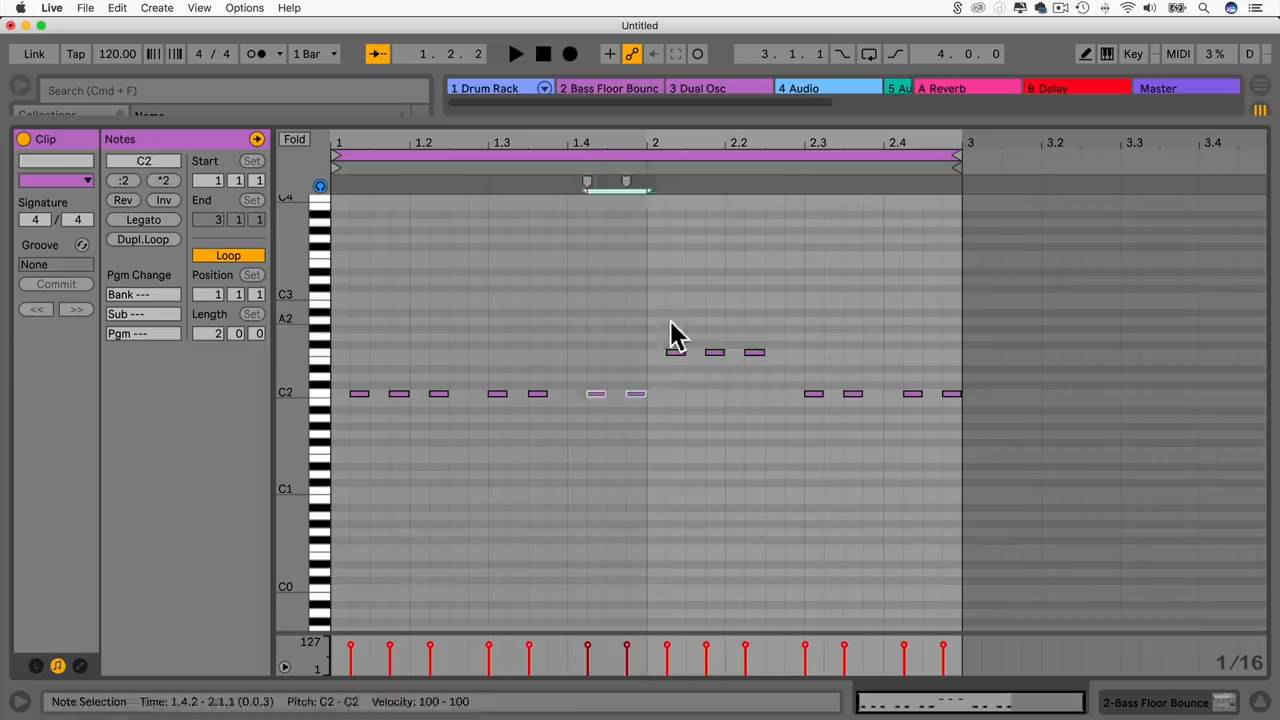 Live File Edit Create View Options Help
Untitled
Link Tap 120.00 4 / 4 1 Bar 1. 2. 2 3. 1. 1 4. 0. 0 Key MIDI 3 % D
Search (Cmd + F) 1 Drum Rack 2 Bass Floor Bounc 3 Dual Osc 4 Audio 5 Au A Reverb B Delay Master
Collections Name
Clip Notes Fold 1 1.2 1.3 1.4 2 2.2 2.3 2.4 3 3.2 3.3 3.4
C2 Start Set
:2 *2 1 1 1
Signature Rev Inv End Set C4
4 / 4 Legato 3 1 1
Groove Dupl.Loop
None Loop
Pgm Change Position Set
Commit Bank --- 1 1 1 C3
<< >> Sub --- Length Set A2
Pgm --- 2 0 0
C2
C1
C0
127
1 1/16
Note Selection Time: 1.4.2 - 2.1.1 (0.0.3) Pitch: C2 - C2 Velocity: 100 - 100 2-Bass Floor Bounce